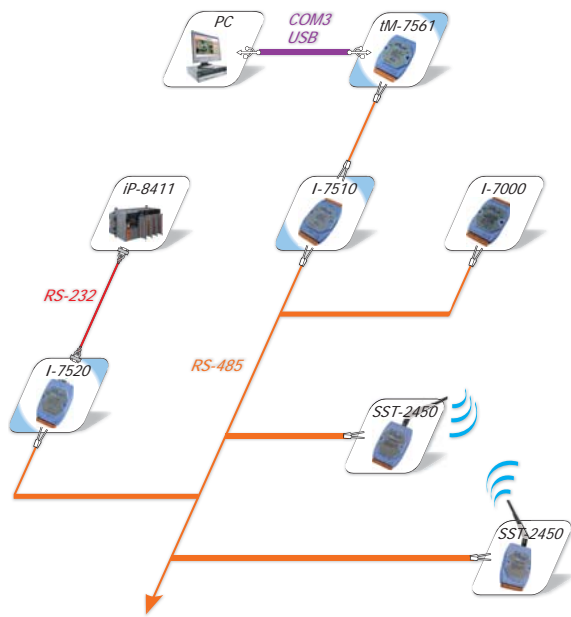 PC
COM3
USB
tM-7561
iP-8411
I-7510
I-7000
RS-232
I-7520
RS-485
SST-2450
SST-2450